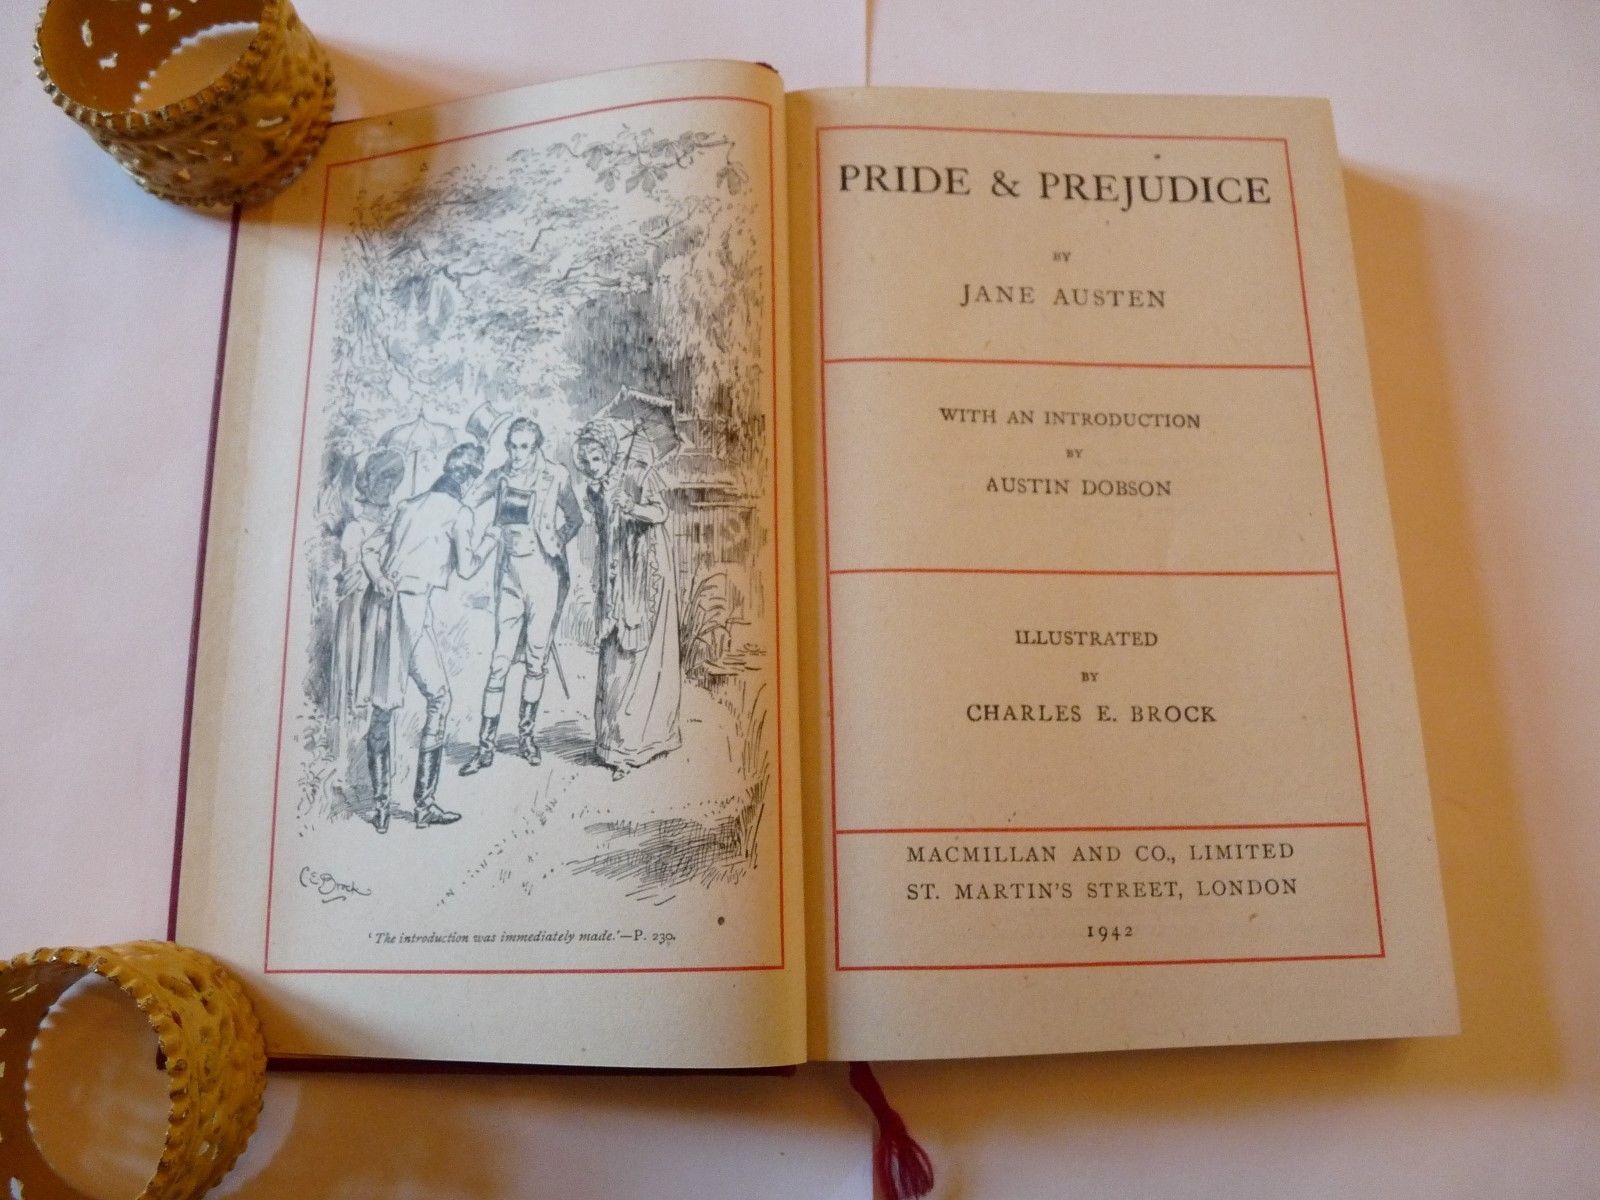 C E Brock
'The introduction was immediately made.'—P. 230.
PRIDE & PREJUDICE
BY
JANE AUSTEN
WITH AN INTRODUCTION
BY
AUSTIN DOBSON
ILLUSTRATED
BY
CHARLES E. BROCK
MACMILLAN AND CO., LIMITED
ST. MARTIN'S STREET, LONDON
1942